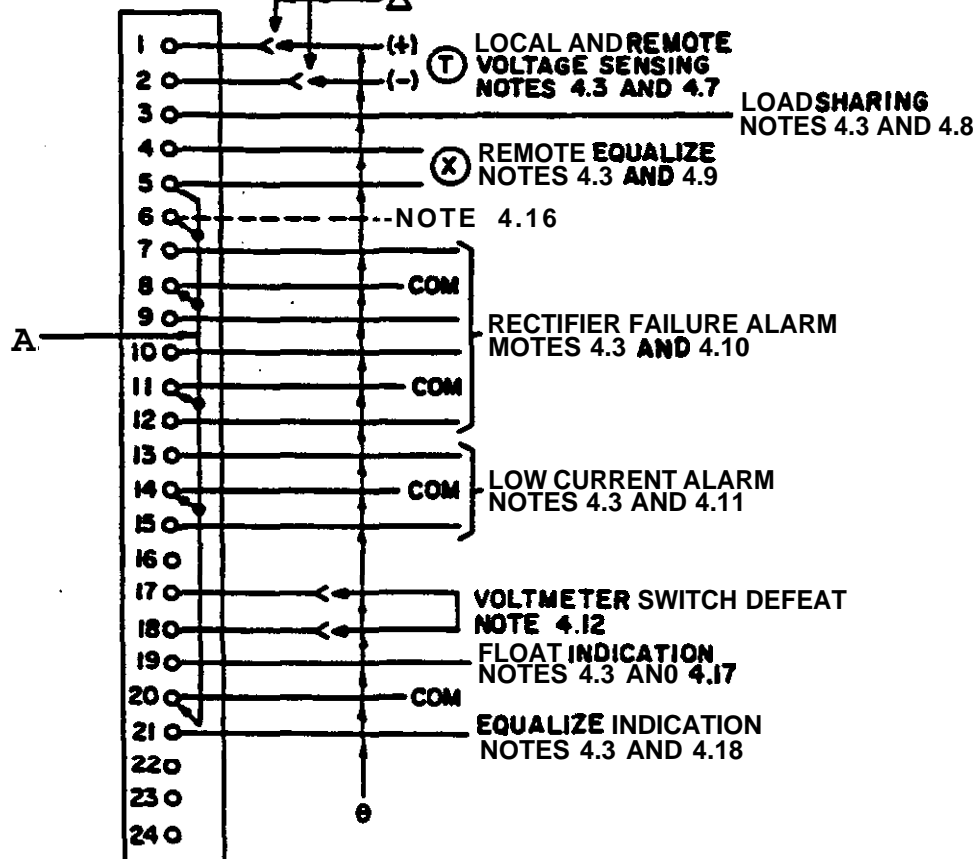 Δ
1 (+) LOCAL AND REMOTE
T VOLTAGE SENSING
2 (-) NOTES 4.3 AND 4.7
3 LOAD SHARING
NOTES 4.3 AND 4.8
4 X REMOTE EQUALIZE
5 NOTES 4.3 AND 4.9
6 NOTE 4.16
7
8 COM
9 RECTIFIER FAILURE ALARM
A
10 MOTES 4.3 AND 4.10
11 COM
12
13
14 COM LOW CURRENT ALARM
15 NOTES 4.3 AND 4.11
16
17 VOLTMETER SWITCH DEFEAT
18 NOTE 4.12
19 FLOAT INDICATION
NOTES 4.3 AN0 4.17
20 COM
21 EQUALIZE INDICATION
NOTES 4.3 AND 4.18
22
23
θ
24